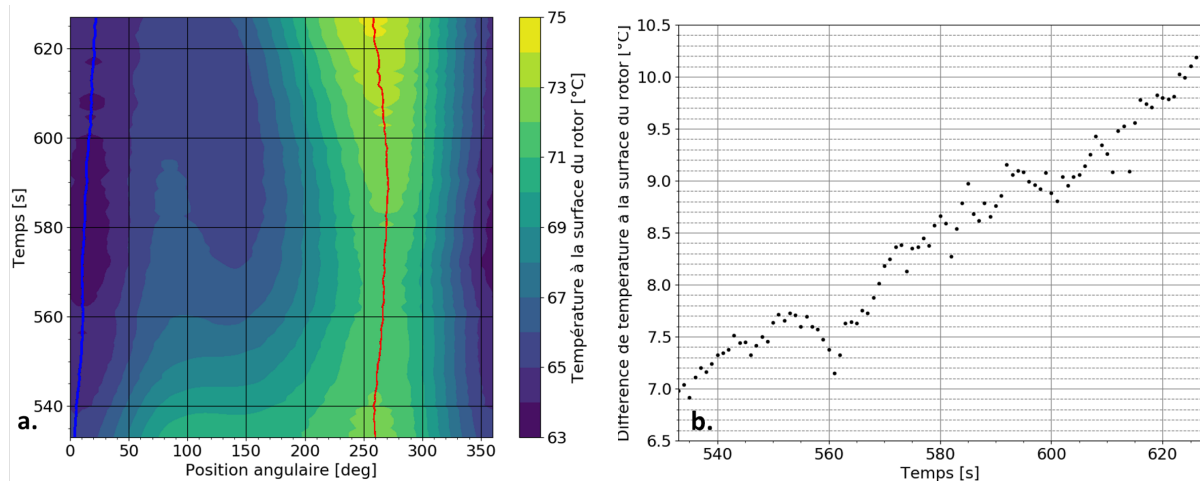 620
600
580
560
540
Temps [s]
a.
0 50 100 150 200 250 300 350
Position angulaire [deg]
75
73
71
69
67
65
63
Température à la surface du rotor [°C]
10.5
10.0
9.5
9.0
8.5
8.0
7.5
7.0
6.5
Différence de température à la surface du rotor [°C]
b.
540 560 580 600 620
Temps [s]